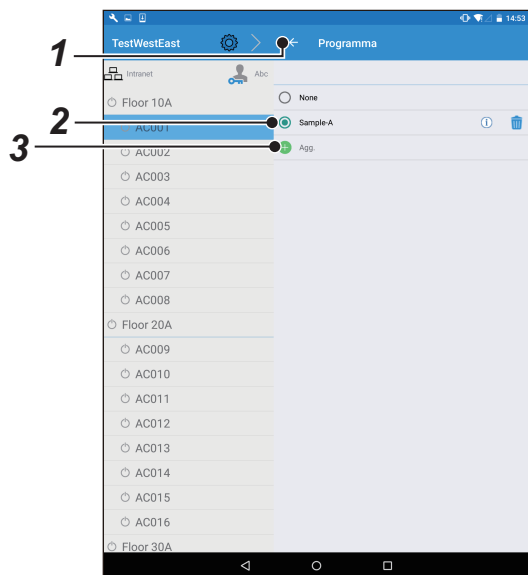 14:53
TestWestEast
Programma
Intranet
Abc
None
Sample-A
Agg.
Floor 10A
AC001
AC002
AC003
AC004
AC005
AC006
AC007
AC008
Floor 20A
AC009
AC010
AC011
AC012
AC013
AC014
AC015
AC016
Floor 30A
1
2
3